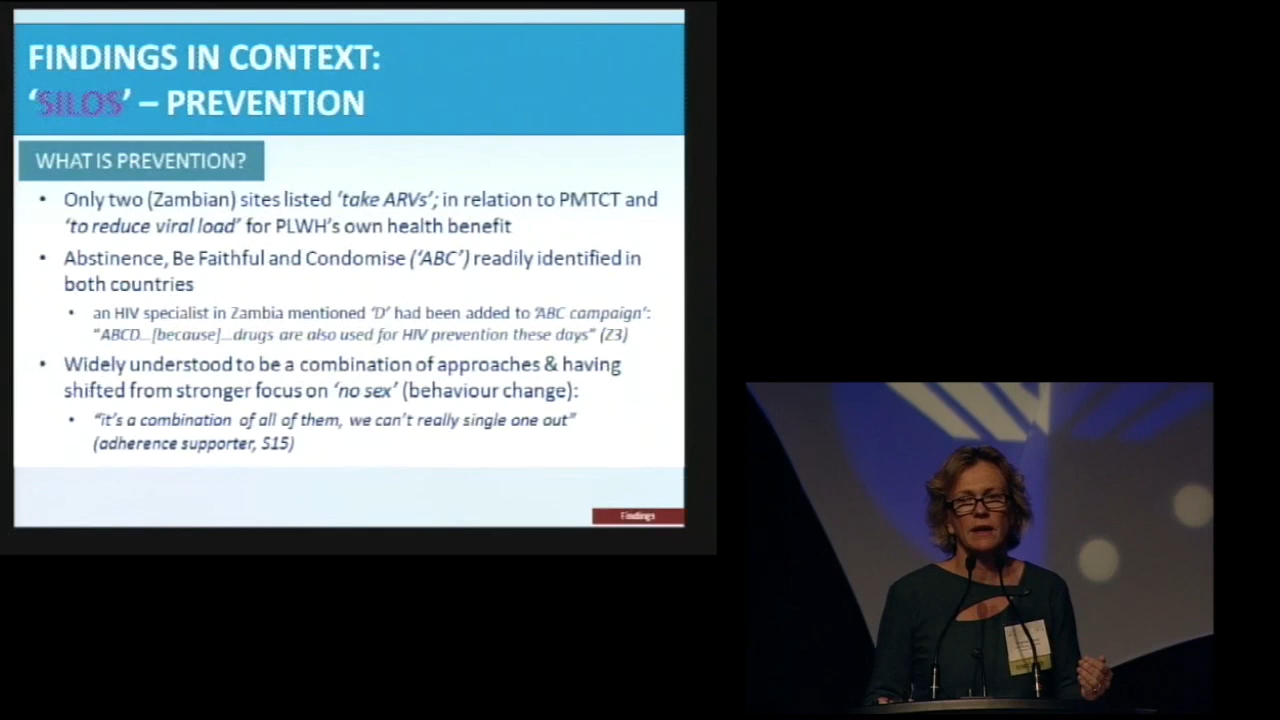 FINDINGS IN CONTEXT:
‘SILOS’ – PREVENTION
WHAT IS PREVENTION?
• Only two (Zambian) sites listed ‘take ARVs’; in relation to PMTCT and
‘to reduce viral load’ for PLWH’s own health benefit
• Abstinence, Be Faithful and Condomise (‘ABC’) readily identified in
both countries
• an HIV specialist in Zambia mentioned ‘D’ had been added to ‘ABC campaign’:
“ABCD...[because]...drugs are also used for HIV prevention these days” (Z3)
• Widely understood to be a combination of approaches & having
shifted from stronger focus on ‘no sex’ (behaviour change):
• “it’s a combination of all of them, we can’t really single one out”
(adherence supporter, S15)
Findings